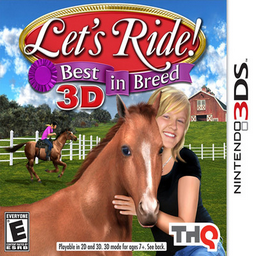 Let's Ride!
Best in Breed
3D
NINTENDO 3DS
EVERYONE
E
ESRB
Playable in 2D and 3D. 3D mode for ages 7+. See back.
THQ